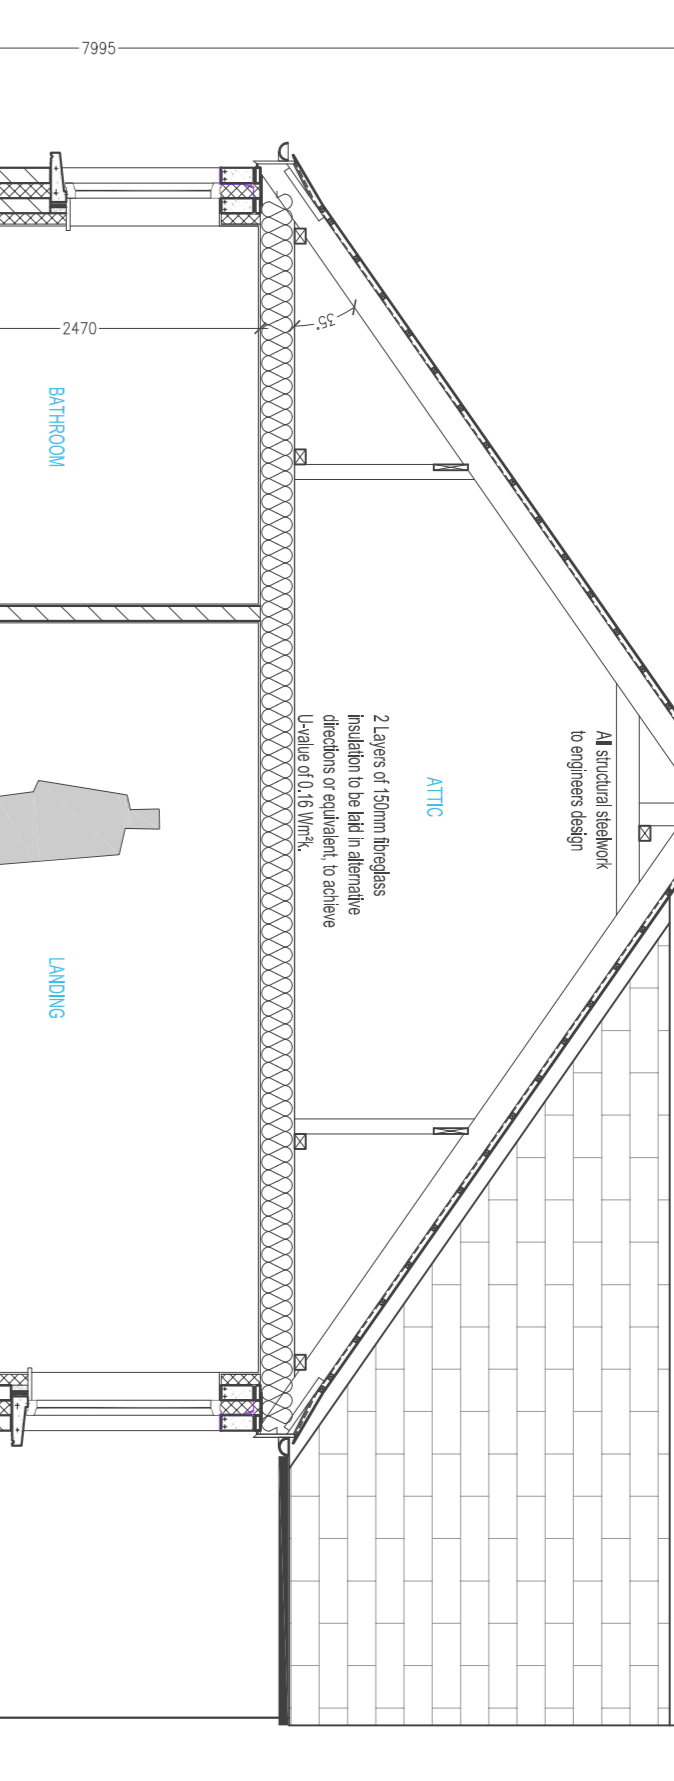 7995
2470
35°
BATHROOM
2 Layers of 150mm fibreglass
insulation to be laid in alternative
directions or equivalent, to achieve
U-value of 0.16 Wm²k.
ATTIC
All structural steelwork
to engineers design
LANDING